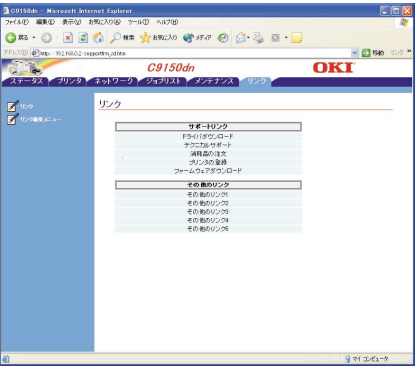 C9150dn - Microsoft Internet Explorer
ファイル(F) 編集(E) 表示(V) お気に入り(A) ツール(T) ヘルプ(H)
戻る 検索 お気に入り メディア
アドレス(D) 移動 リンク »
C9150dn OKI
ステータス プリンタ ネットワーク ジョブリスト メンテナンス リンク
リンク
リンク編集メニュー
リンク
サポートリンク
ドライバダウンロード
テクニカルサポート
消耗品の注文
プリンタの登録
ファームウェアダウンロード
その他のリンク
その他のリンク1
その他のリンク2
その他のリンク3
その他のリンク4
その他のリンク5
マイ コンピュータ